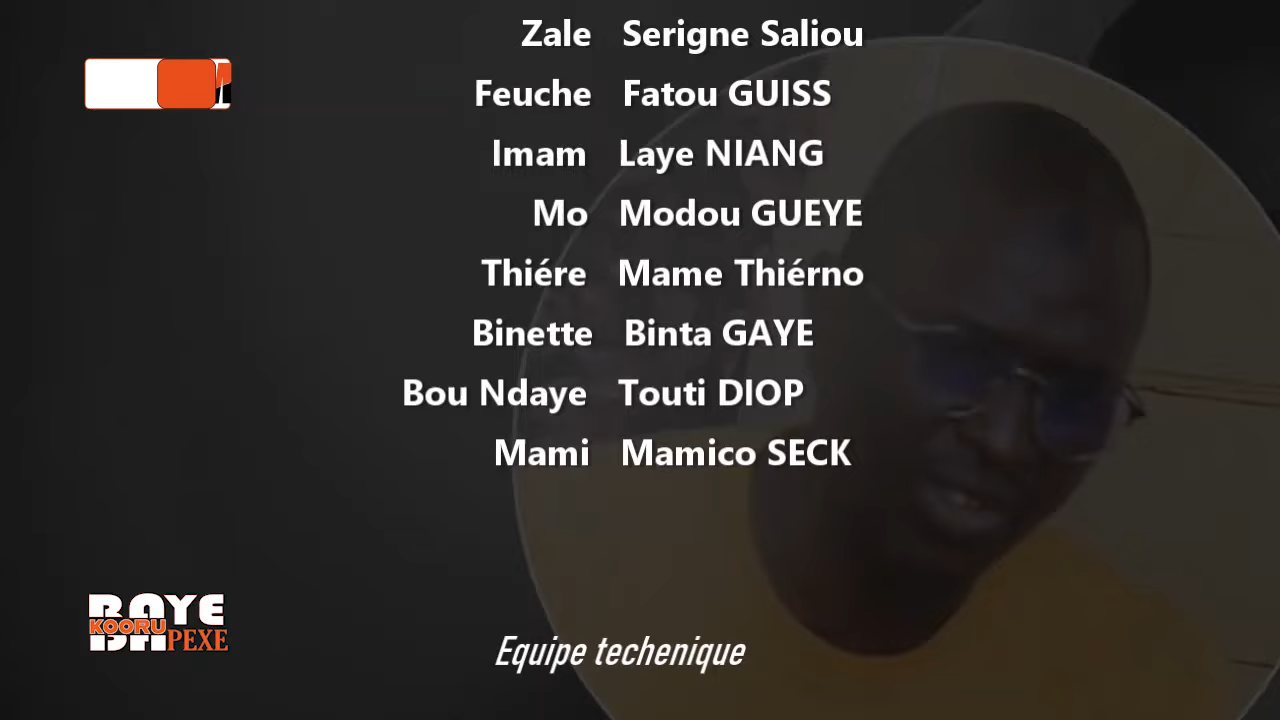 Zale Serigne Saliou
Feuche Fatou GUISS
Imam Laye NIANG
Mo Modou GUEYE
Thiére Mame Thiérno
Binette Binta GAYE
Bou Ndaye Touti DIOP
Mami Mamico SECK
BAYE
KOORU
PEXE
Equipe techenique